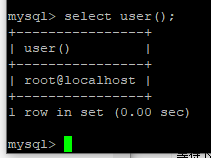 mysql> select user();
+----------------+
| user()         |
+----------------+
| root@localhost |
+----------------+
1 row in set (0.00 sec)
mysql>